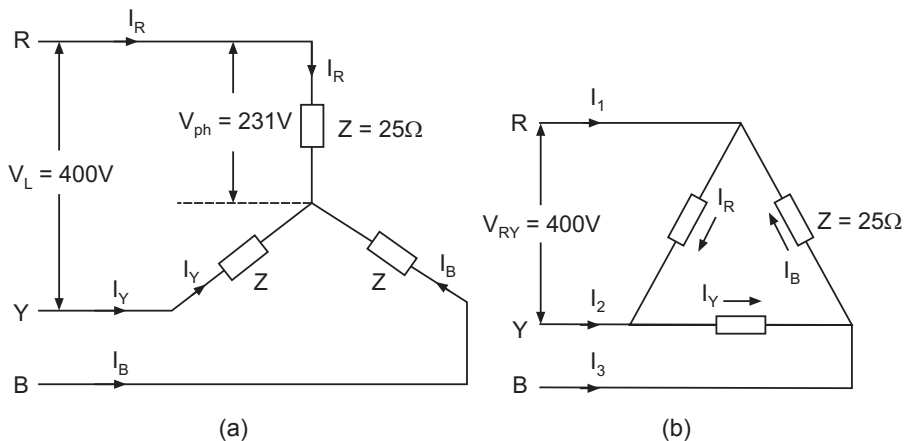 R
I_R
I_R
V_ph = 231V
Z = 25Ω
V_L = 400V
I_Y
Z
Z
I_B
Y
I_Y
B
I_B
(a)
I_1
R
I_R
V_RY = 400V
Z = 25Ω
I_B
I_Y
I_2
Y
I_3
B
(b)